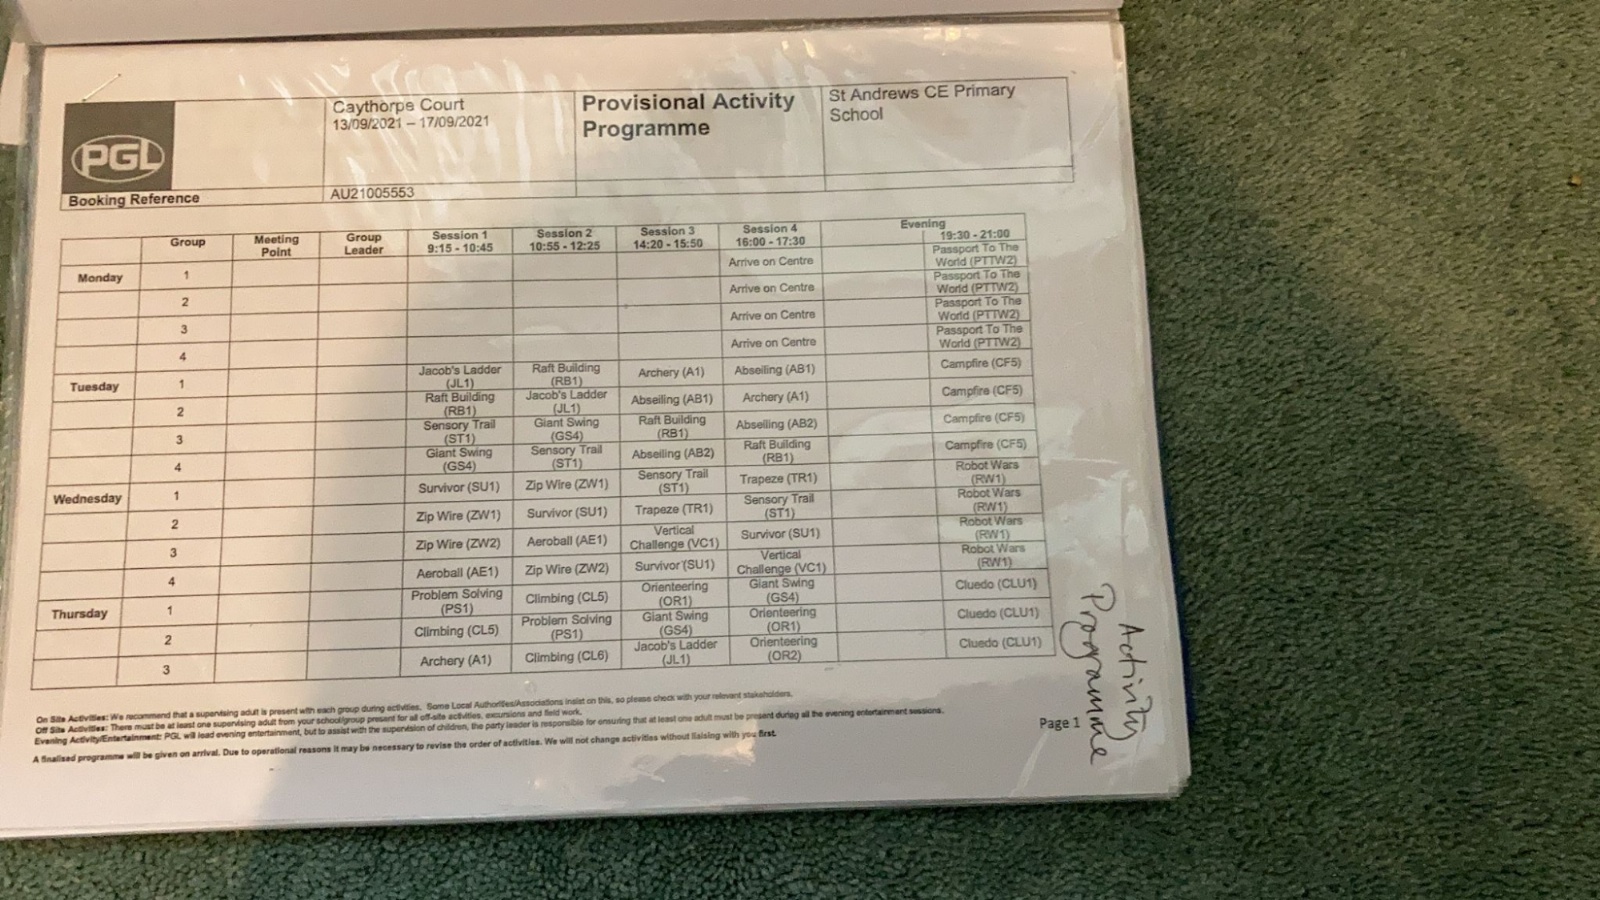 PGL
Caythorpe Court
13/09/2021 – 17/09/2021
Provisional Activity
Programme
St Andrews CE Primary
School
Booking Reference
AU21005553
Group
Meeting
Point
Group
Leader
Session 1
9:15 - 10:45
Session 2
10:55 - 12:25
Session 3
14:20 - 15:50
Session 4
16:00 - 17:30
Evening
19:30 - 21:00
Monday 1 Arrive on Centre Passport To The
World (PTTW2)
2 Arrive on Centre Passport To The
World (PTTW2)
3 Arrive on Centre Passport To The
World (PTTW2)
4 Arrive on Centre Passport To The
World (PTTW2)
Tuesday 1 Jacob's Ladder
(JL1) Raft Building
(RB1) Archery (A1) Abseiling (AB1) Campfire (CF5)
2 Raft Building
(RB1) Jacob's Ladder
(JL1) Abseiling (AB1) Archery (A1) Campfire (CF5)
3 Sensory Trail
(ST1) Giant Swing
(GS4) Raft Building
(RB1) Abseiling (AB2) Campfire (CF5)
4 Giant Swing
(GS4) Sensory Trail
(ST1) Abseiling (AB2) Raft Building
(RB1) Campfire (CF5)
Wednesday 1 Survivor (SU1) Zip Wire (ZW1) Sensory Trail
(ST1) Trapeze (TR1) Robot Wars
(RW1)
2 Zip Wire (ZW1) Survivor (SU1) Trapeze (TR1) Sensory Trail
(ST1) Robot Wars
(RW1)
3 Zip Wire (ZW2) Aeroball (AE1) Vertical
Challenge (VC1) Survivor (SU1) Robot Wars
(RW1)
4 Aeroball (AE1) Zip Wire (ZW2) Survivor (SU1) Vertical
Challenge (VC1) Robot Wars
(RW1)
Thursday 1 Problem Solving
(PS1) Climbing (CL5) Orienteering
(OR1) Giant Swing
(GS4) Cluedo (CLU1)
2 Climbing (CL5) Problem Solving
(PS1) Giant Swing
(GS4) Orienteering
(OR1) Cluedo (CLU1)
3 Archery (A1) Climbing (CL6) Jacob's Ladder
(JL1) Orienteering
(OR2) Cluedo (CLU1)
On Site Activities: We recommend that a supervising adult is present with each group during activities. Some Local Authorities/Associations insist on this, so please check with your relevant stakeholders.
Off Site Activities: There must be at least one supervising adult from your school/group present for all off-site activities, excursions and field work.
Evening Activity/Entertainment: PGL will lead evening entertainment, but to assist with the supervision of children, the party leader is responsible for ensuring that at least one adult must be present during all the evening entertainment sessions.
A finalised programme will be given on arrival. Due to operational reasons it may be necessary to revise the order of activities. We will not change activities without liaising with you first.
Page 1
Activity
Programme